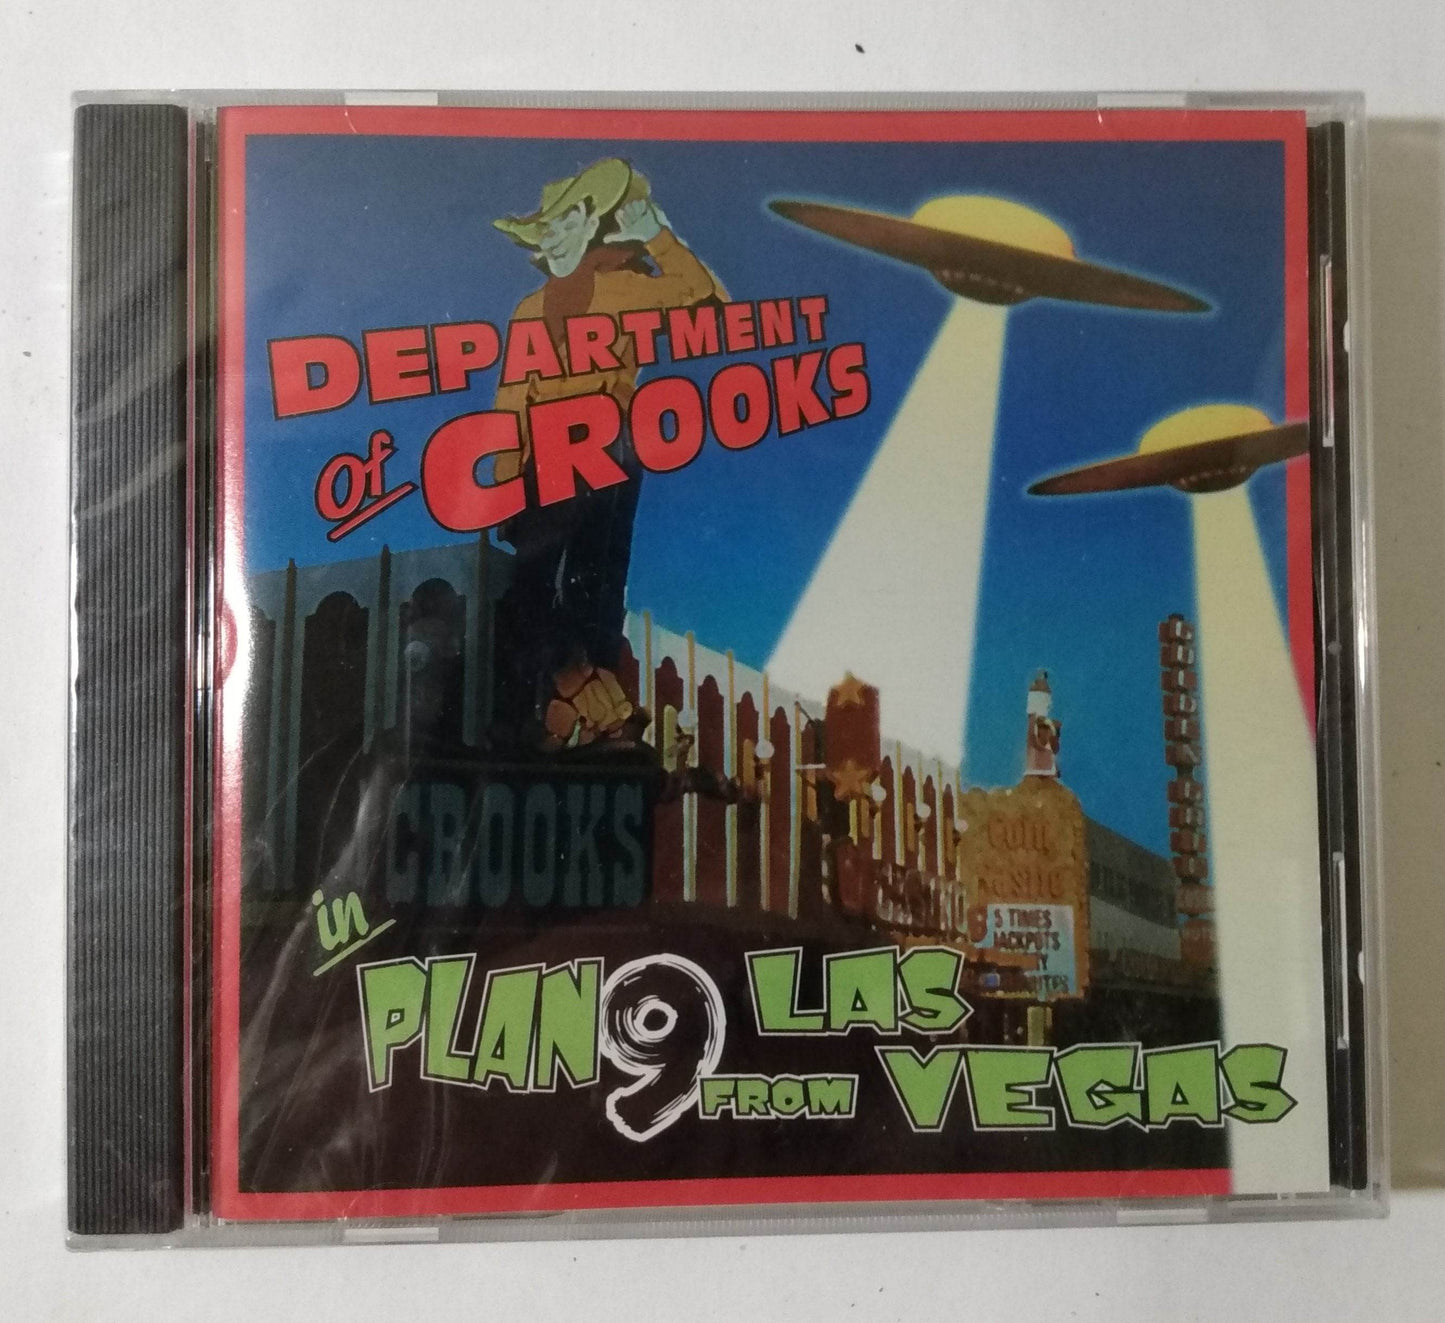 DEPARTMENT
of CROOKS
CROOKS
5 TIMES
JACKPOTS
in
PLAN 9 FROM LAS
VEGAS